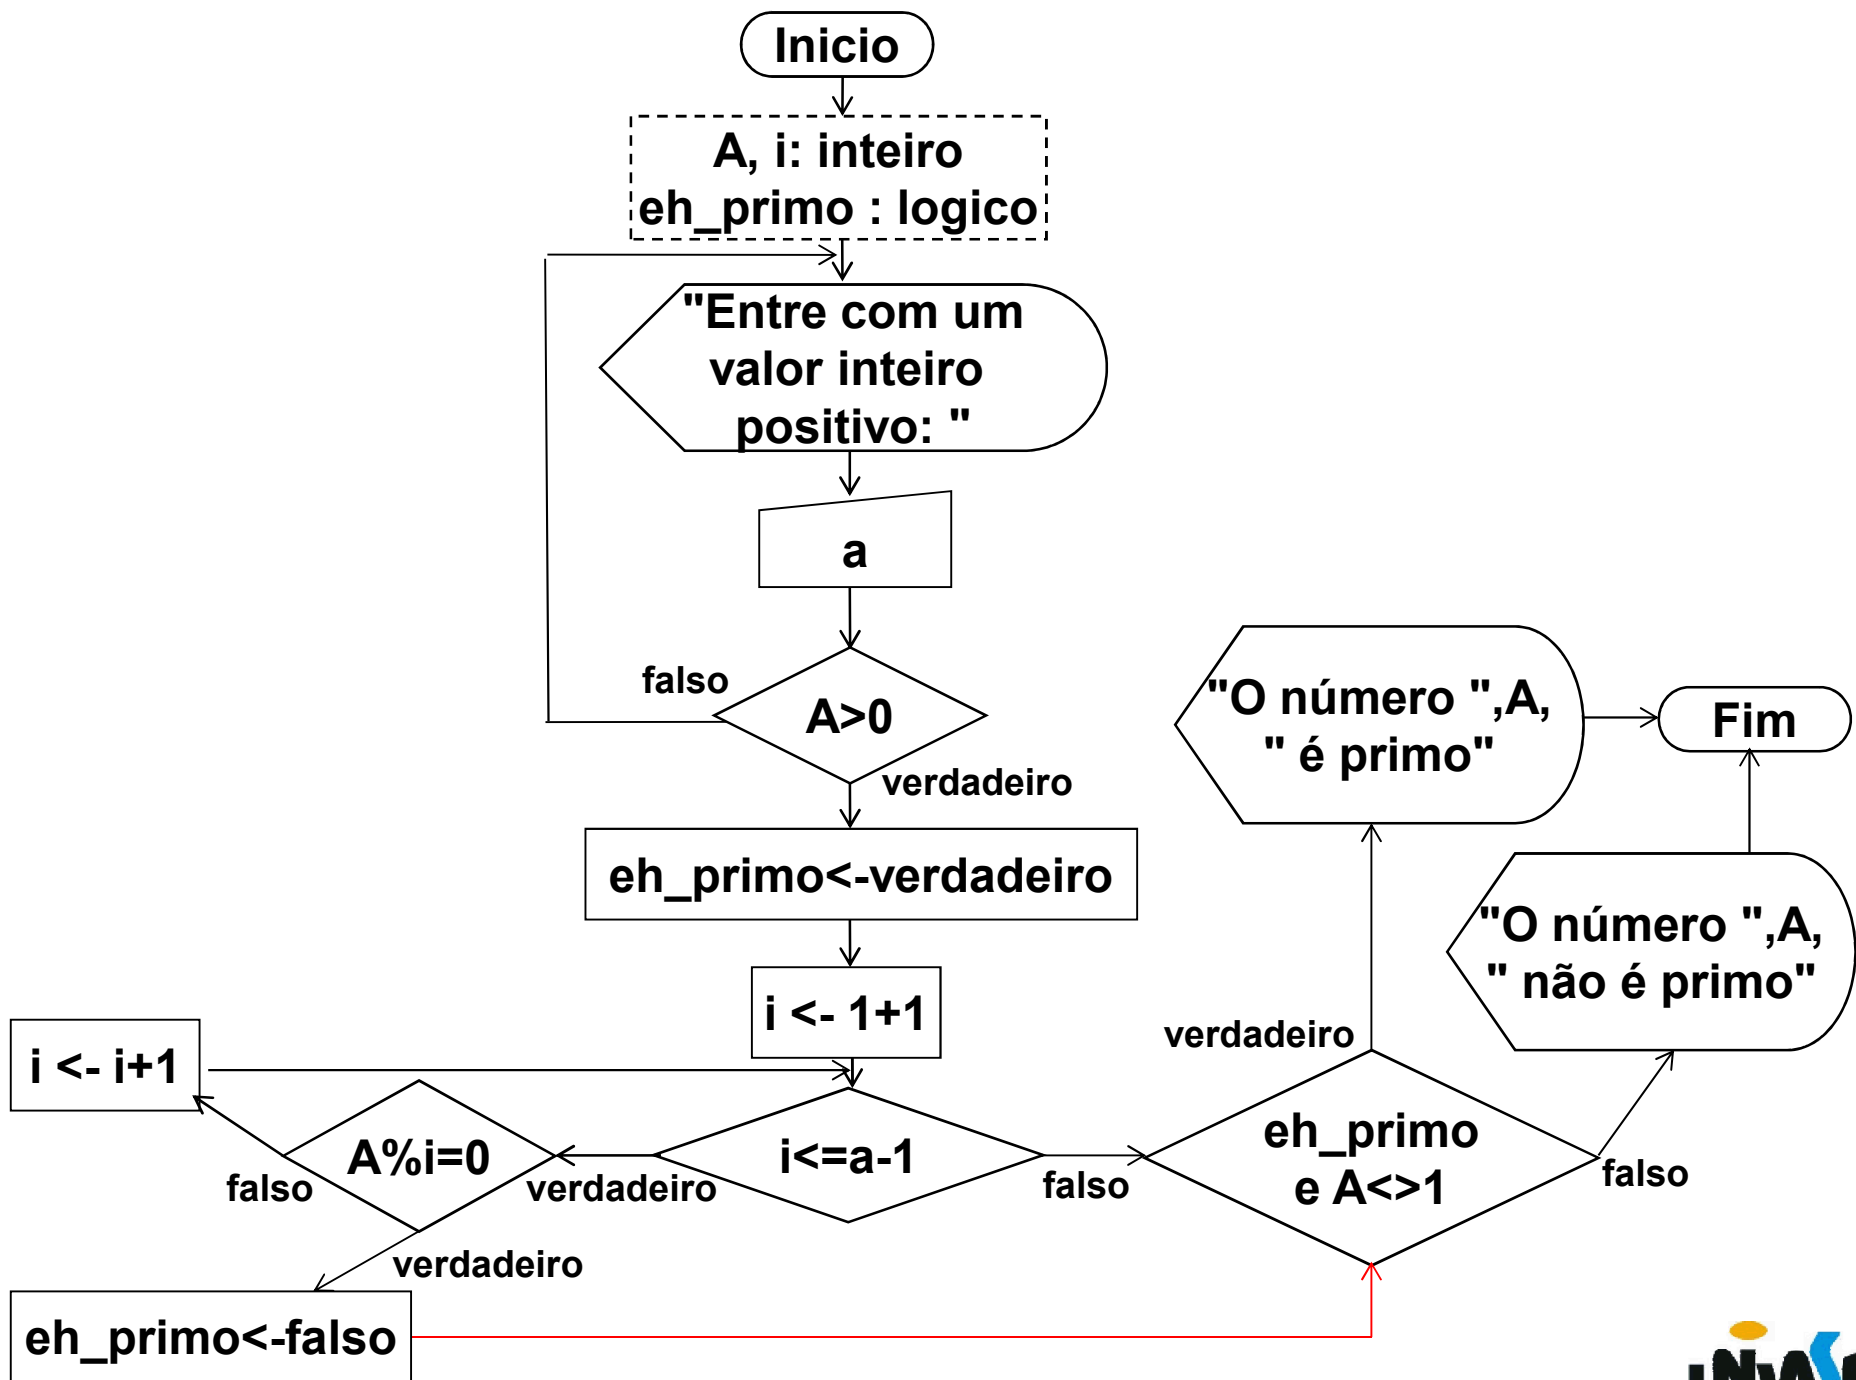 Inicio
A, i: inteiro
eh_primo : logico
"Entre com um
valor inteiro
positivo: "
a
falso
A>0
verdadeiro
eh_primo<-verdadeiro
i <- 1+1
i <- i+1
i<=a-1
verdadeiro
falso
A%i=0
falso
verdadeiro
eh_primo<-falso
eh_primo
e A<>1
verdadeiro
falso
"O número ",A,
" é primo"
"O número ",A,
" não é primo"
Fim